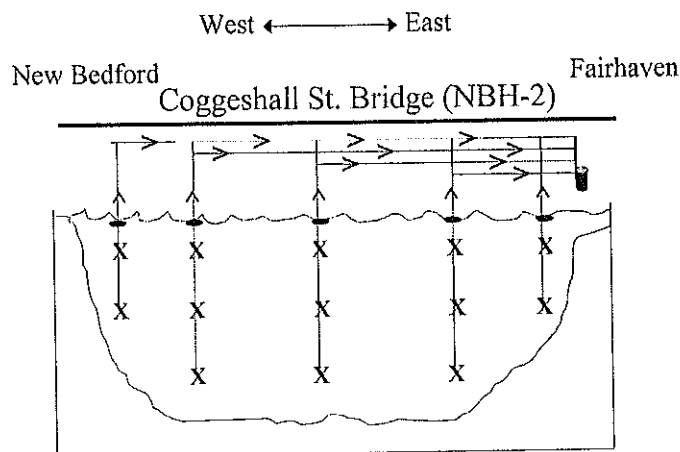 West East
New Bedford Fairhaven
Coggeshall St. Bridge (NBH-2)
X X X X X
X X X X X
X X X